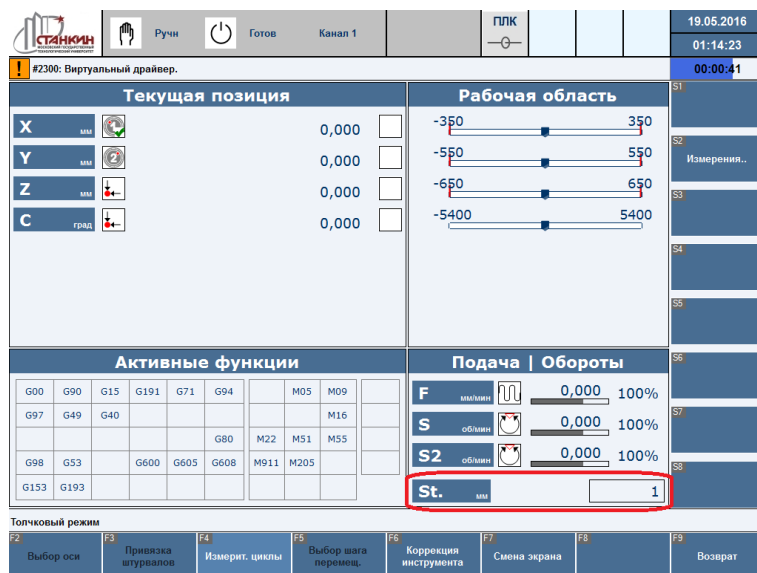 СТАНКИН
Ручн
Готов
Канал 1
ПЛК
19.05.2016
01:14:23
#2300: Виртуальный драйвер.
00:00:41
Текущая позиция
X мм 0,000
Y мм 2 0,000
Z мм 0,000
C град 0,000
Рабочая область
-350 350
-550 550
-650 650
-5400 5400
S1
S2
Измерения..
S3
S4
S5
S6
S7
S8
Активные функции
G00 G90 G15 G191 G71 G94 M05 M09
G97 G49 G40 M16
G80 M22 M51 M55
G98 G53 G600 G605 G608 M911 M205
G153 G193
Подача | Обороты
F мм/мин 0,000 100%
S об/мин 0,000 100%
S2 об/мин 0,000 100%
St. мм 1
Толчковый режим
F2
Выбор оси
F3
Привязка
штурвалов
F4
Измерит. циклы
F5
Выбор шага
перемещ.
F6
Коррекция
инструмента
F7
Смена экрана
F8
F9
Возврат